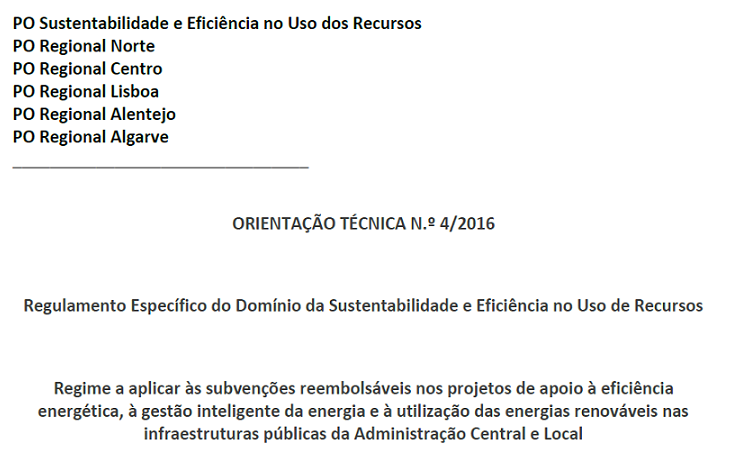 PO Sustentabilidade e Eficiência no Uso dos Recursos
PO Regional Norte
PO Regional Centro
PO Regional Lisboa
PO Regional Alentejo
PO Regional Algarve
ORIENTAÇÃO TÉCNICA N.º 4/2016
Regulamento Específico do Domínio da Sustentabilidade e Eficiência no Uso de Recursos
Regime a aplicar às subvenções reembolsáveis nos projetos de apoio à eficiência
energética, à gestão inteligente da energia e à utilização das energias renováveis nas
infraestruturas públicas da Administração Central e Local